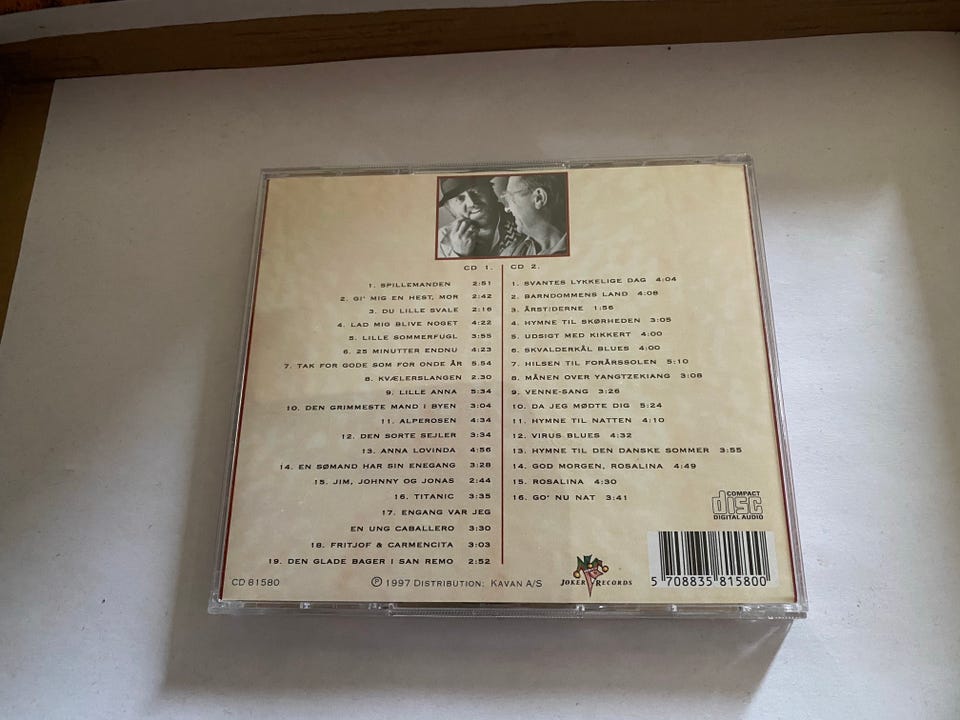 CD 1.
1. SPILLEMANDEN 2:51
2. GI' MIG EN HEST, MOR 2:42
3. DU LILLE SVALE 2:16
4. LAD MIG BLIVE NOGET 4:22
5. LILLE SOMMERFUGL 3:55
6. 25 MINUTTER ENDNU 4:23
7. TAK FOR GODE SOM FOR ONDE ÅR 5.54
8. KVÆLERSLANGEN 2.30
9. LILLE ANNA 5:34
10. DEN GRIMMESTE MAND I BYEN 3:04
11. ALPEROSEN 4:34
12. DEN SORTE SEJLER 3:34
13. ANNA LOVINDA 4:56
14. EN SØMAND HAR SIN ENEGANG 3:28
15. JIM, JOHNNY OG JONAS 2:44
16. TITANIC 3:35
17. ENGANG VAR JEG
EN UNG CABALLERO 3:30
18. FRITJOF & CARMENCITA 3:03
19. DEN GLADE BAGER I SAN REMO 2:52
CD 2.
1. SVANTES LYKKELIGE DAG 4:04
2. BARNDOMMENS LAND 4:08
3. ÅRSTIDERNE 1:56
4. HYMNE TIL SKØRHEDEN 3:05
5. UDSIGT MED KIKKERT 4:00
6. SKVALDERKÅL BLUES 4:00
7. HILSEN TIL FORÅRSSOLEN 5:10
8. MÅNEN OVER YANGTZEKIANG 3:08
9. VENNE-SANG 3:26
10. DA JEG MØDTE DIG 5:24
11. HYMNE TIL NATTEN 4:10
12. VIRUS BLUES 4:32
13. HYMNE TIL DEN DANSKE SOMMER 3:55
14. GOD MORGEN, ROSALINA 4:49
15. ROSALINA 4:30
16. GO' NU NAT 3:41
COMPACT
disc
DIGITAL AUDIO
CD 81580
℗ 1997 DISTRIBUTION: KAVAN A/S
JOKER RECORDS
5 708835 815800